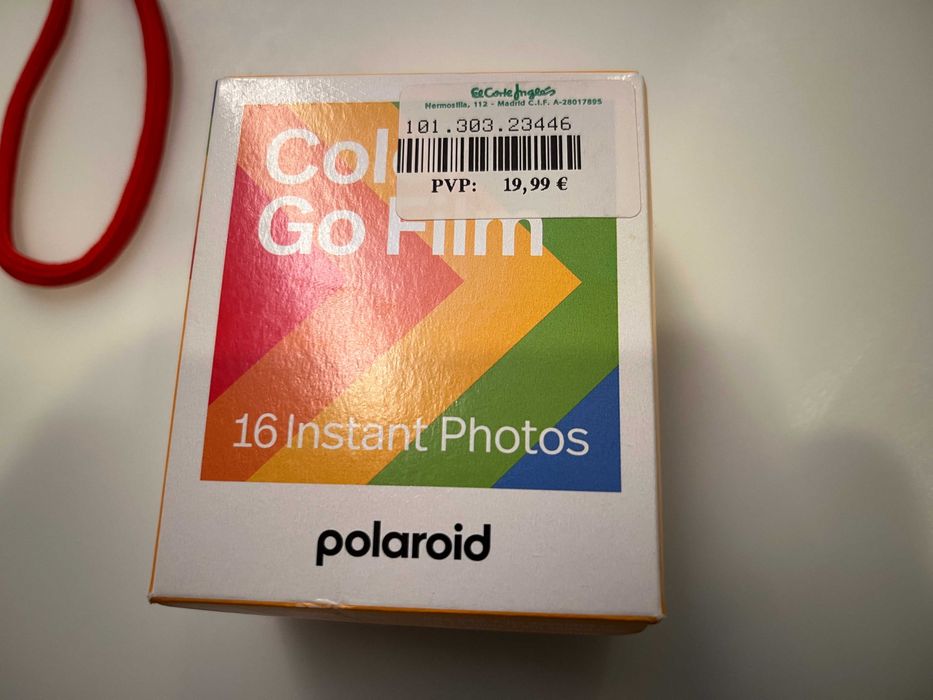 El Corte Inglés
Hermosilla, 112 - Madrid C.I.F. A-28017895
101.303.23446
PVP: 19,99 €
Col
Go Film
16 Instant Photos
polaroid